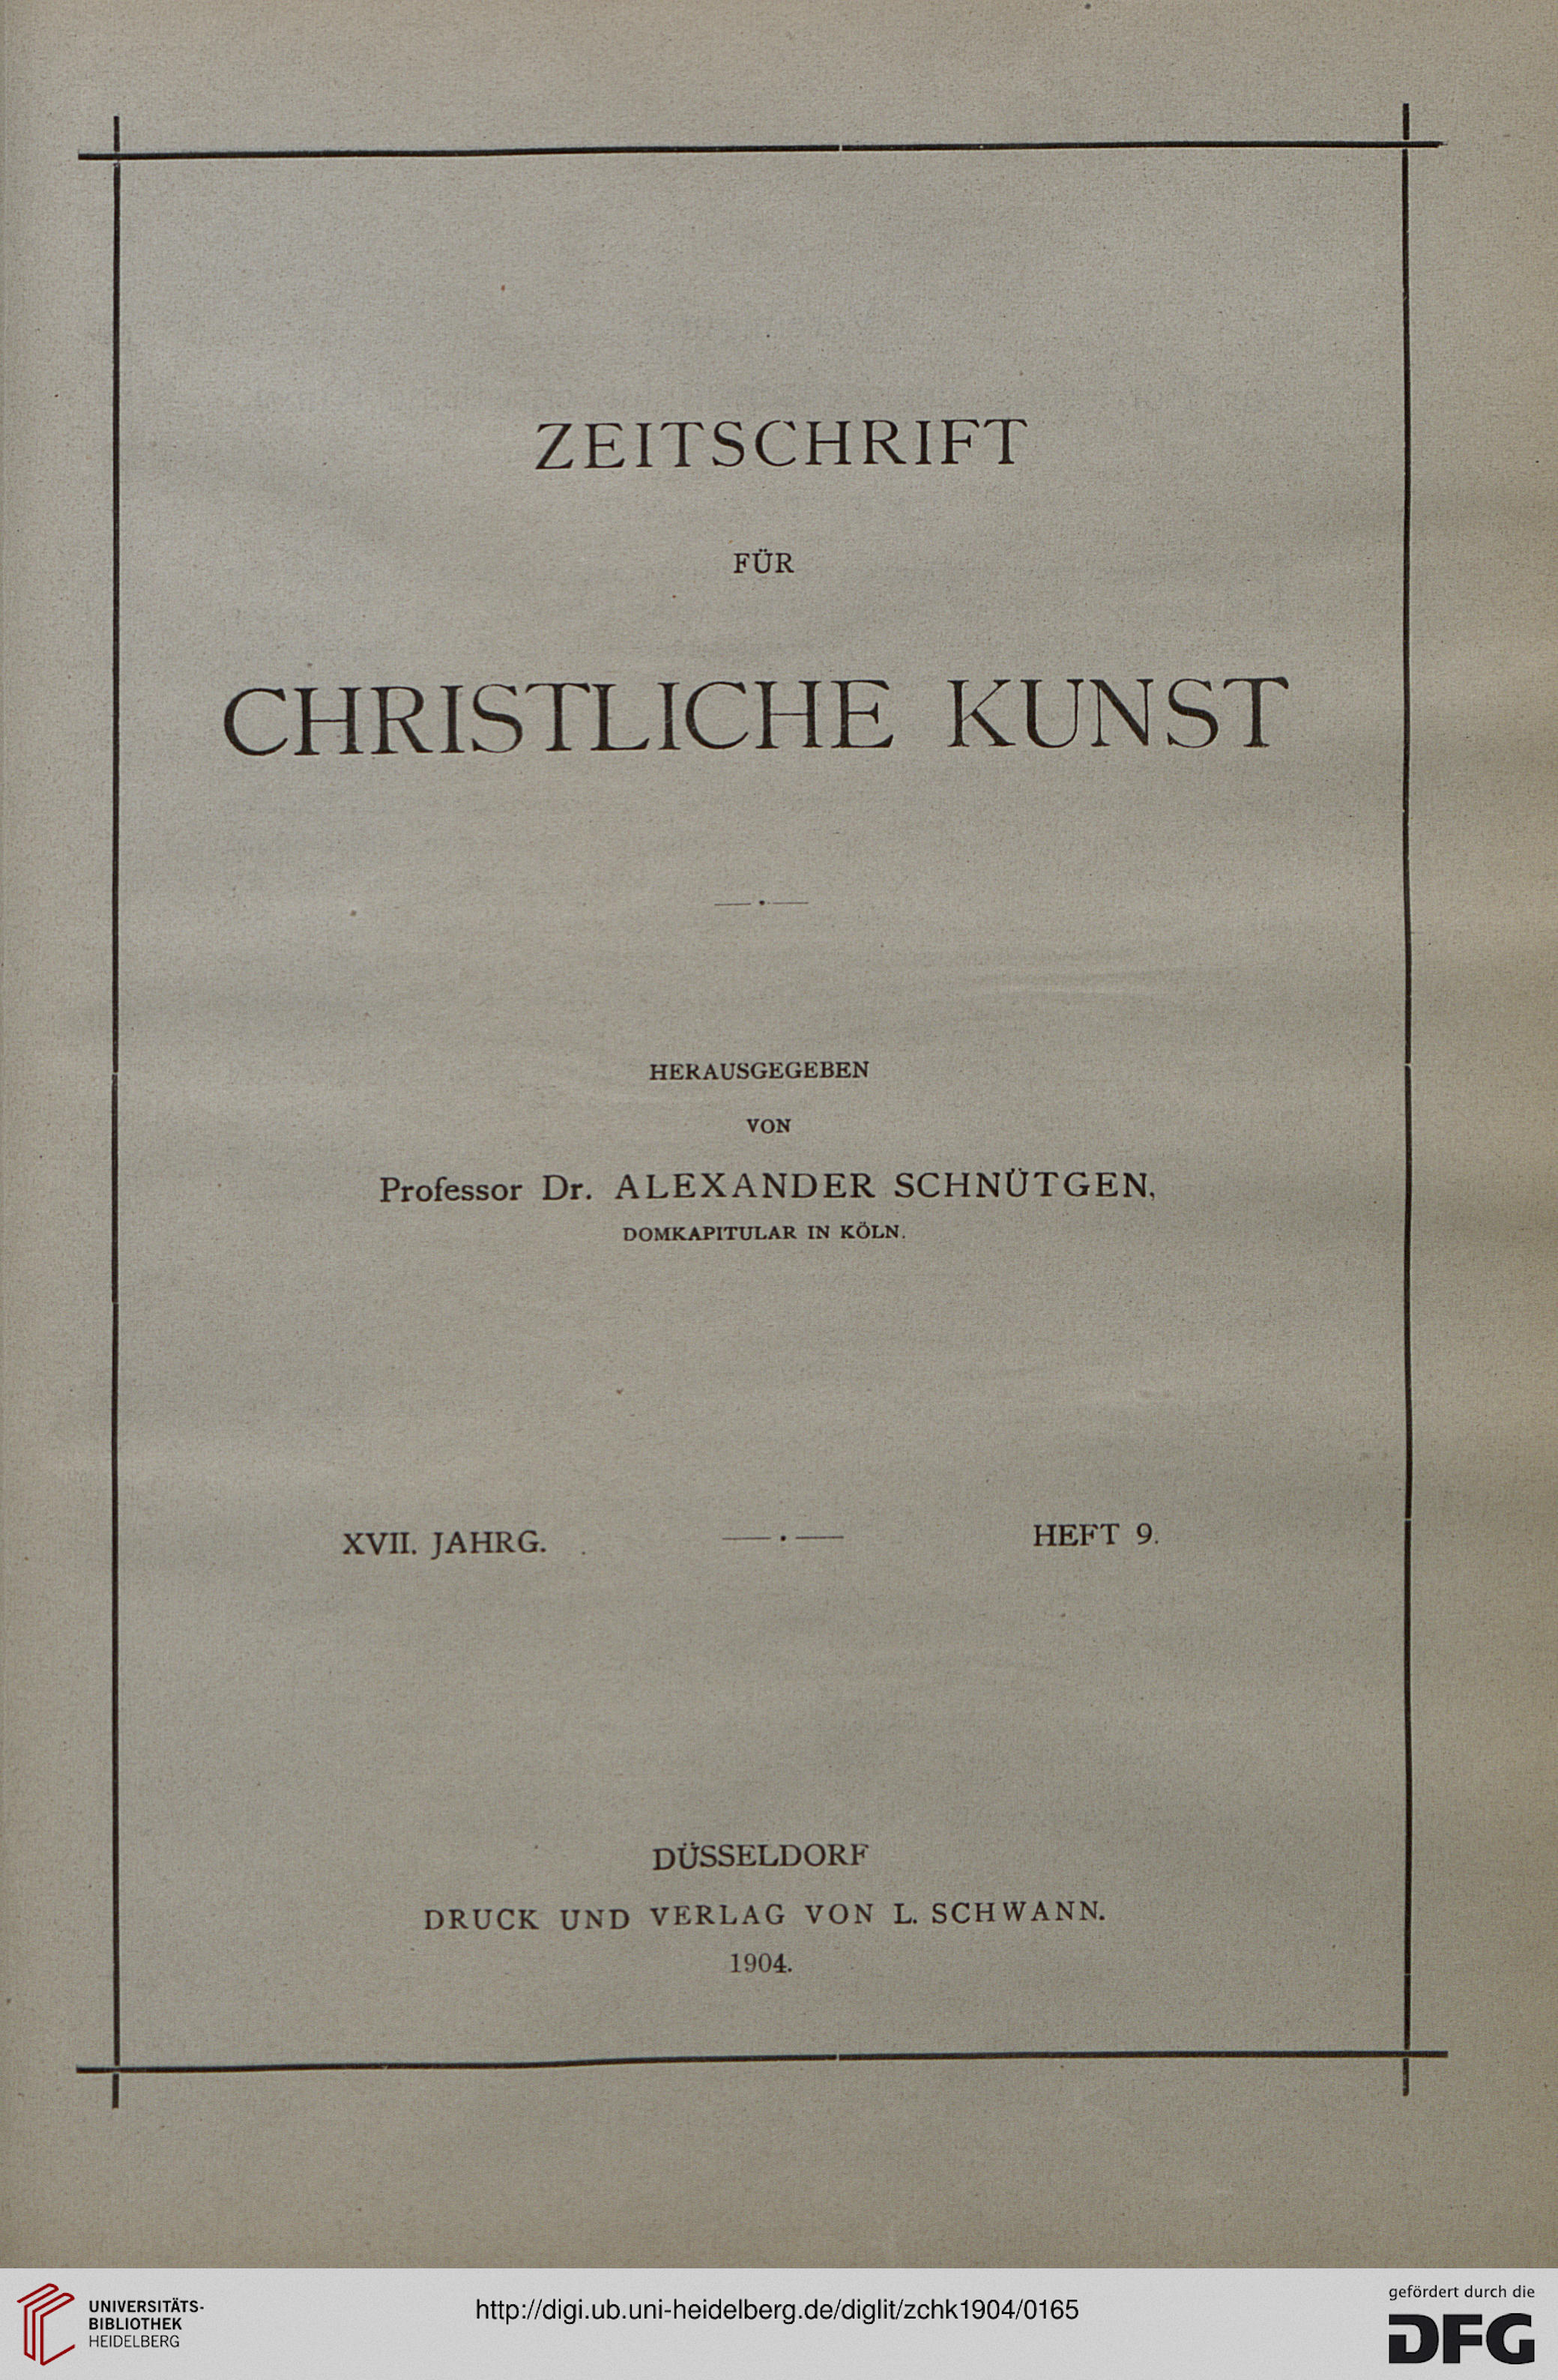 ZEITSCHRIFT
FÜR
CHRISTLICHE KUNST
HERAUSGEGEBEN
VON
Professor Dr. ALEXANDER SCHNÜTGEN,
DOMKAPITULAR IN KÖLN.
XVII. JAHRG. HEFT 9.
DÜSSELDORF
DRUCK UND VERLAG VON L. SCHWANN.
1904.
UNIVERSITÄTS-
BIBLIOTHEK
HEIDELBERG
http://digi.ub.uni-heidelberg.de/diglit/zchk1904/0165
gefördert durch die
DFG